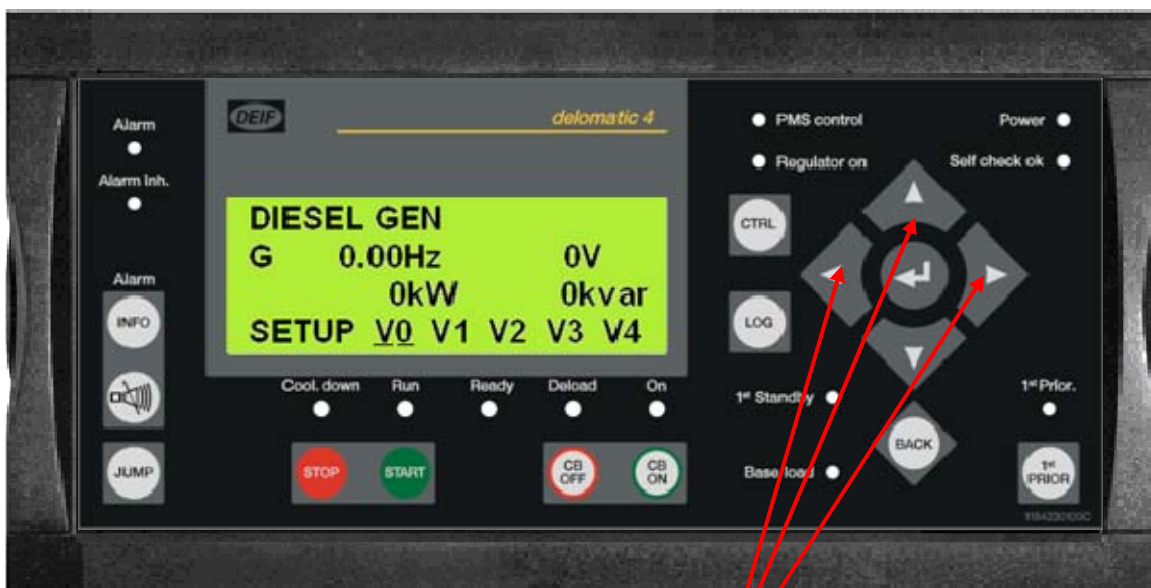 DEIF
delomatic 4
Alarm
Alarm Inh.
DIESEL GEN
G 0.00Hz 0V
0kW 0kvar
SETUP V0 V1 V2 V3 V4
PMS control
Power
Regulator on
Self check ok
CTRL
LOG
Alarm
INFO
JUMP
Cool. down Run Ready Deload On
STOP
START
CB OFF
CB ON
1st Standby
BACK
Base load
1st Prior.
1st PRIOR